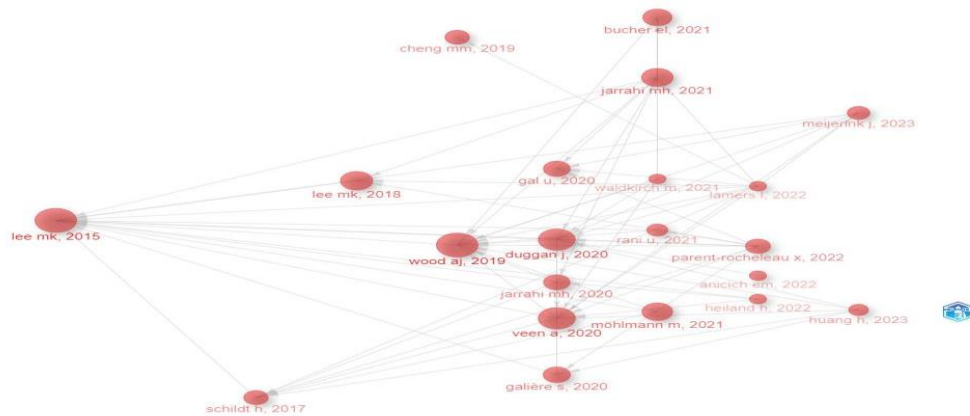 bucher el, 2021
cheng mm, 2019
jarrahi mh, 2021
meijerink j, 2023
gal u, 2020
waldkirch m, 2021
lamers l, 2022
lee mk, 2018
lee mk, 2015
wood aj, 2019
duggan j, 2020
rani u, 2021
parent-rocheleau x, 2022
anicich em, 2022
jarrahi mh, 2020
heiland h, 2022
veen a, 2020
möhlmann m, 2021
huang h, 2023
galière s, 2020
schildt h, 2017